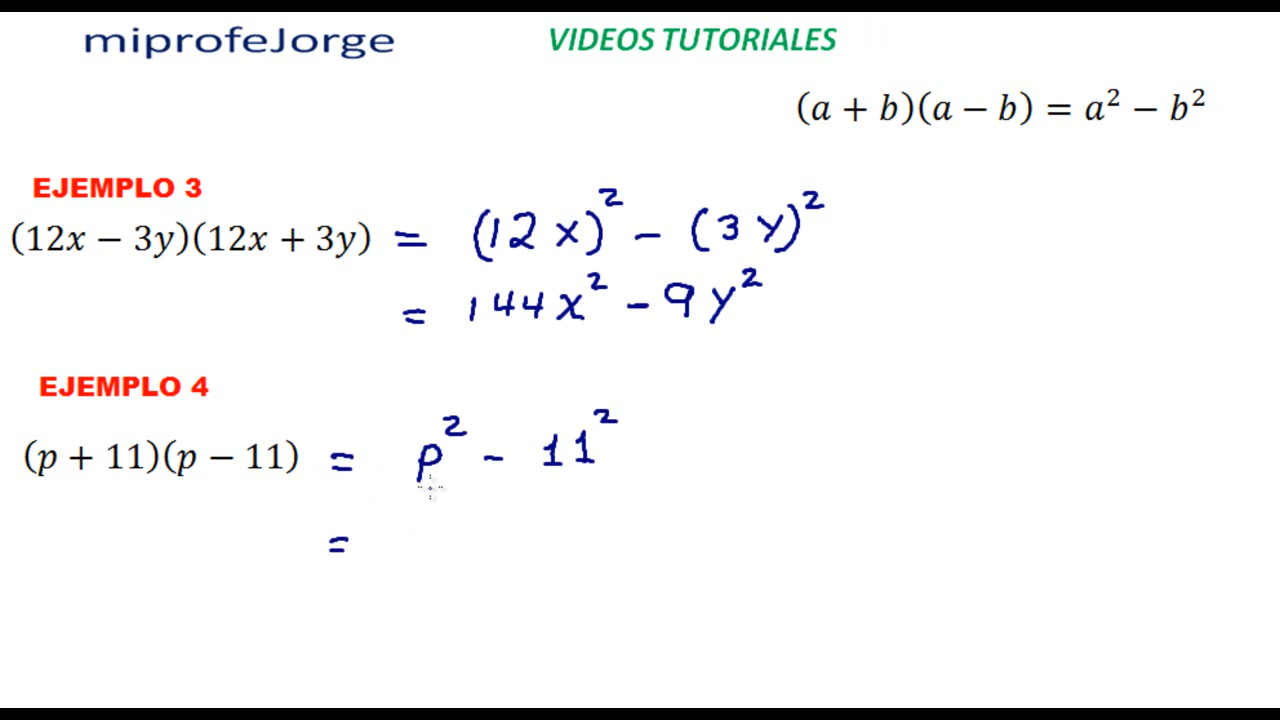 miprofeJorge VIDEOS TUTORIALES
(a + b)(a − b) = a² − b²
EJEMPLO 3
(12x − 3y)(12x + 3y) = (12x)² − (3y)²
= 144x² − 9y²
EJEMPLO 4
(p + 11)(p − 11) = p² − 11²
=